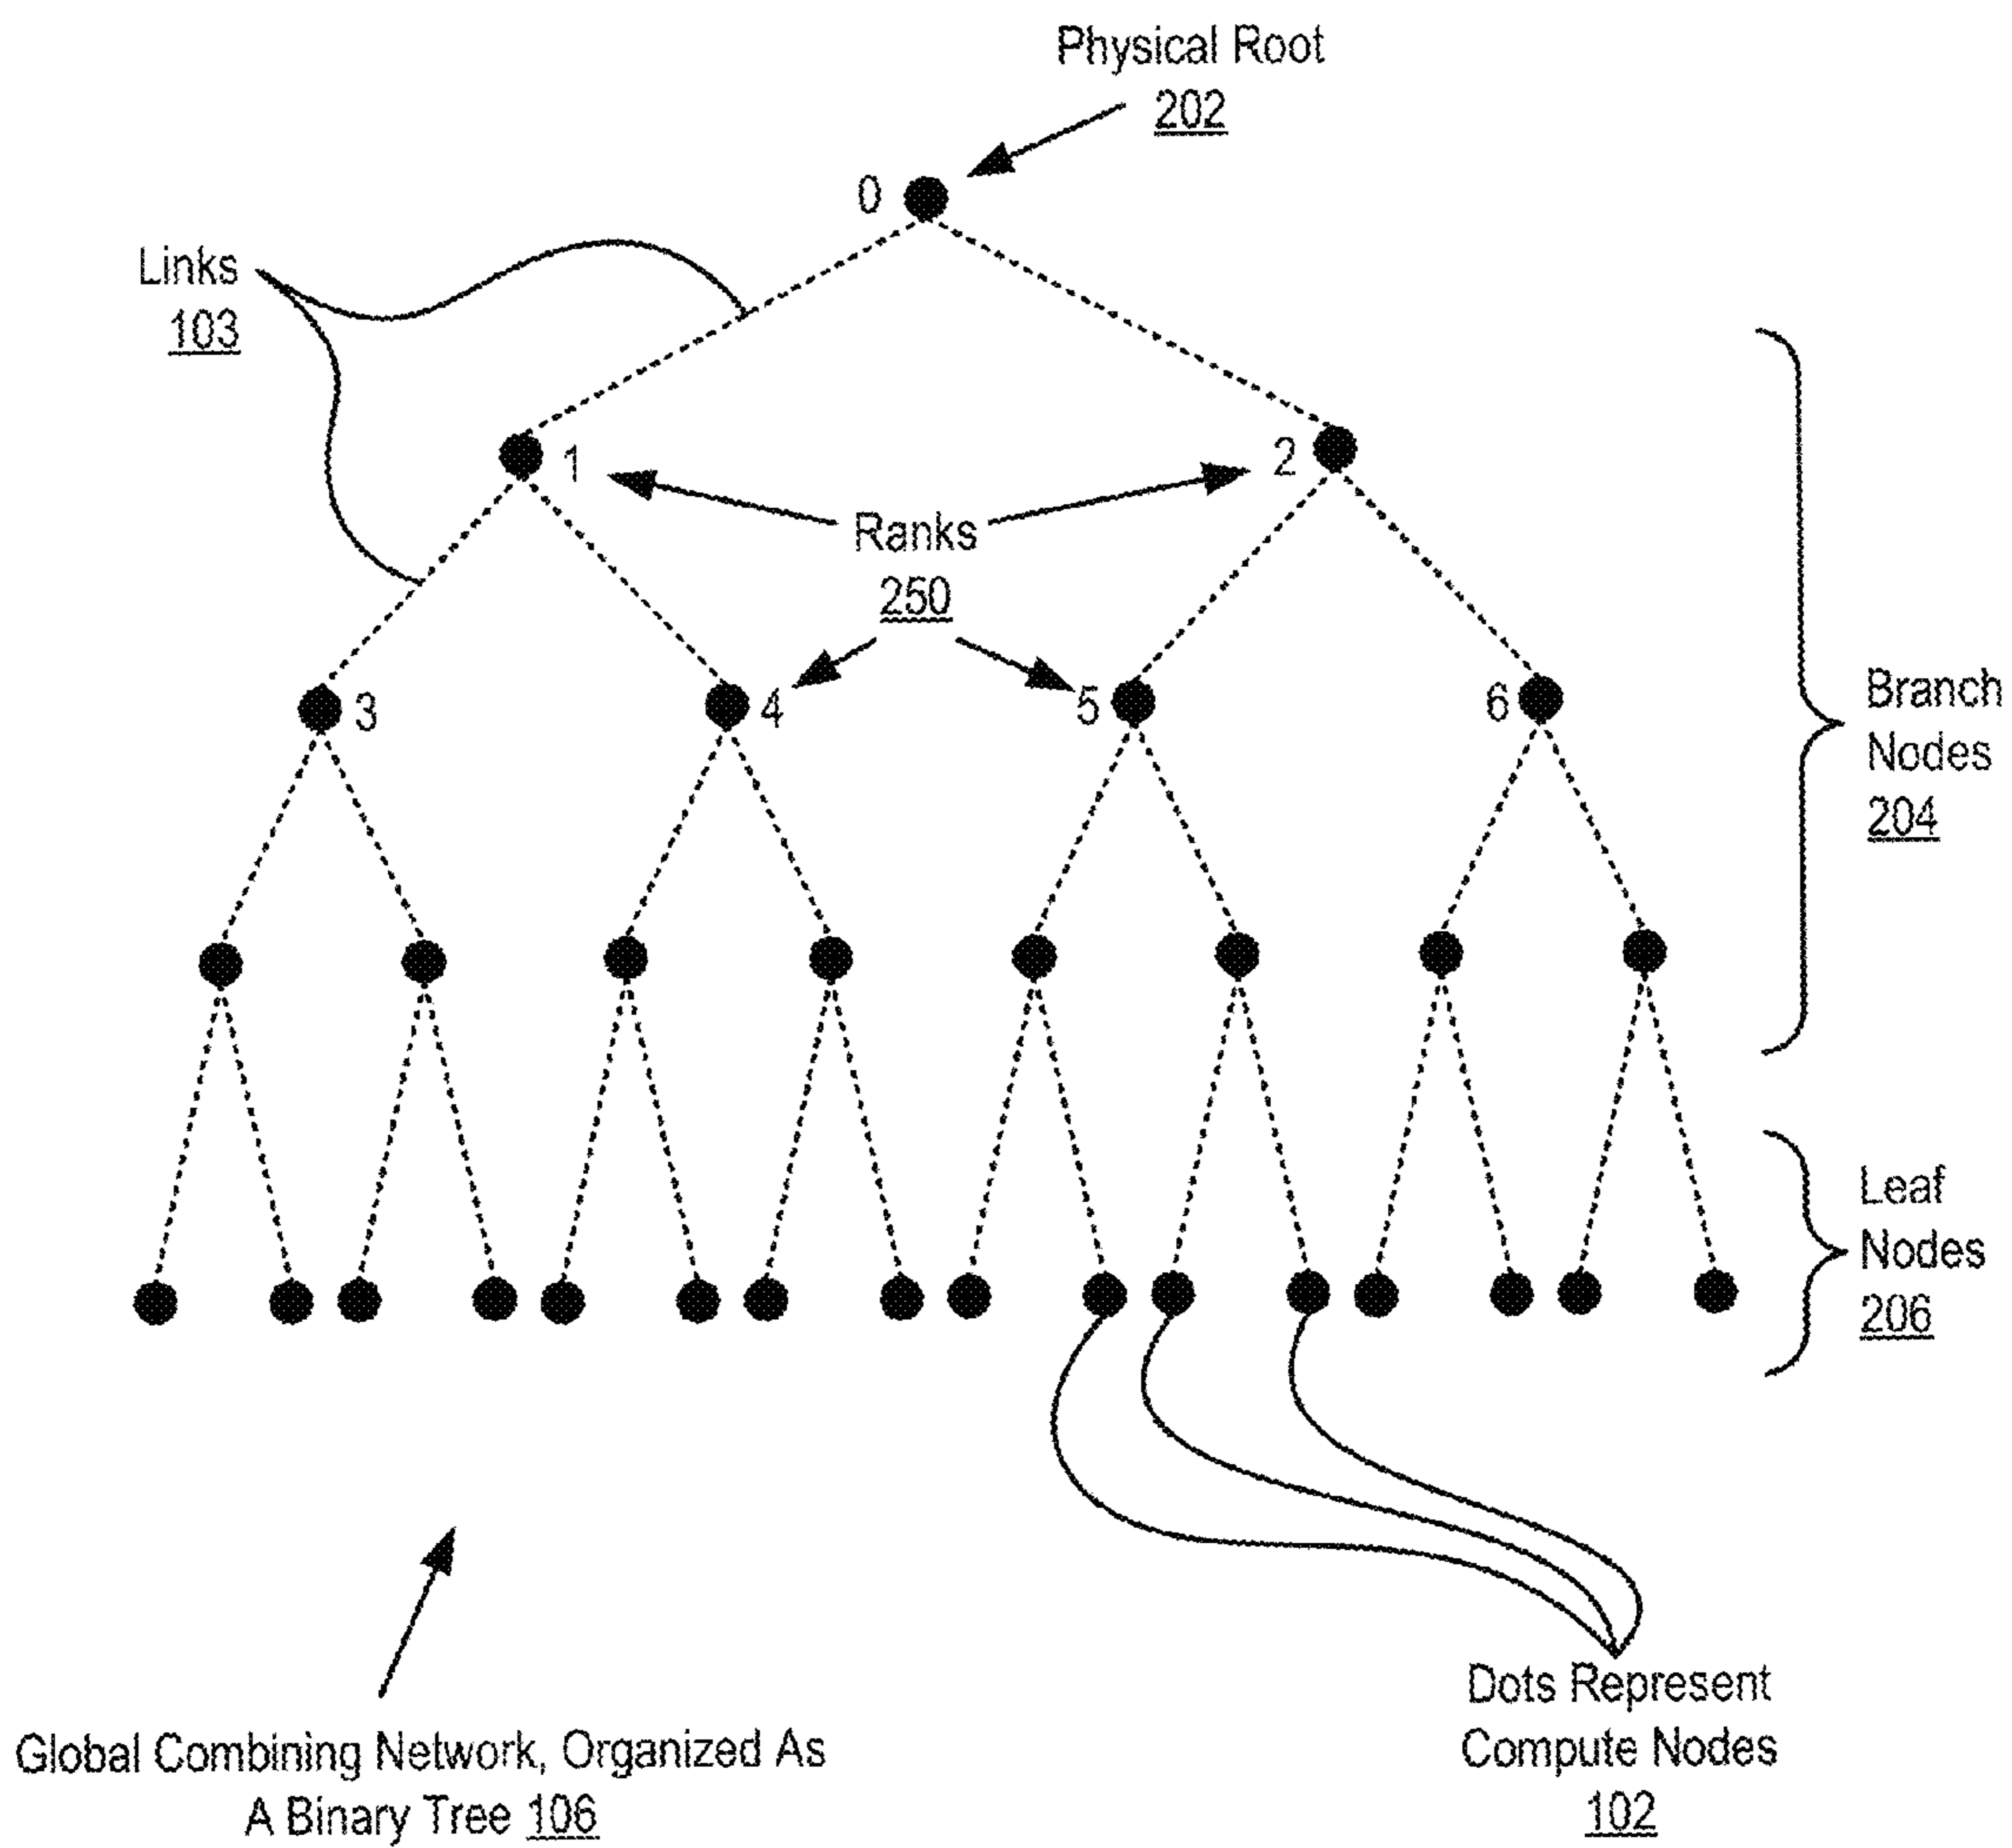 Physical Root
202
0
Links
103
1
2
Ranks
250
3
4
5
6
Branch
Nodes
204
Leaf
Nodes
206
Dots Represent
Compute Nodes
102
Global Combining Network, Organized As
A Binary Tree 106